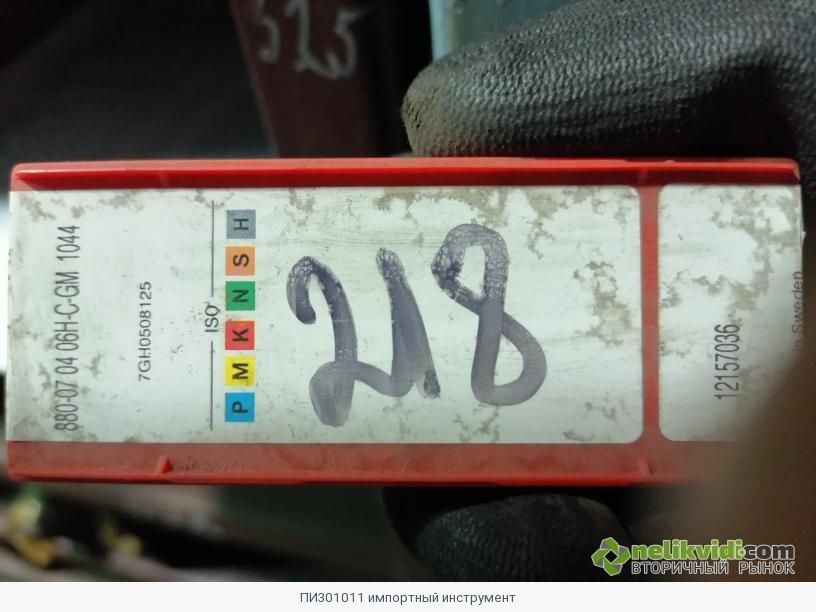 325
880-07 04 06H-C-GM 1044
7GH0508125
ISO
P M K N S H
218
12157036
Sweden
nelikvidi.com
ВТОРИЧНЫЙ РЫНОК
ПИ301011 импортный инструмент